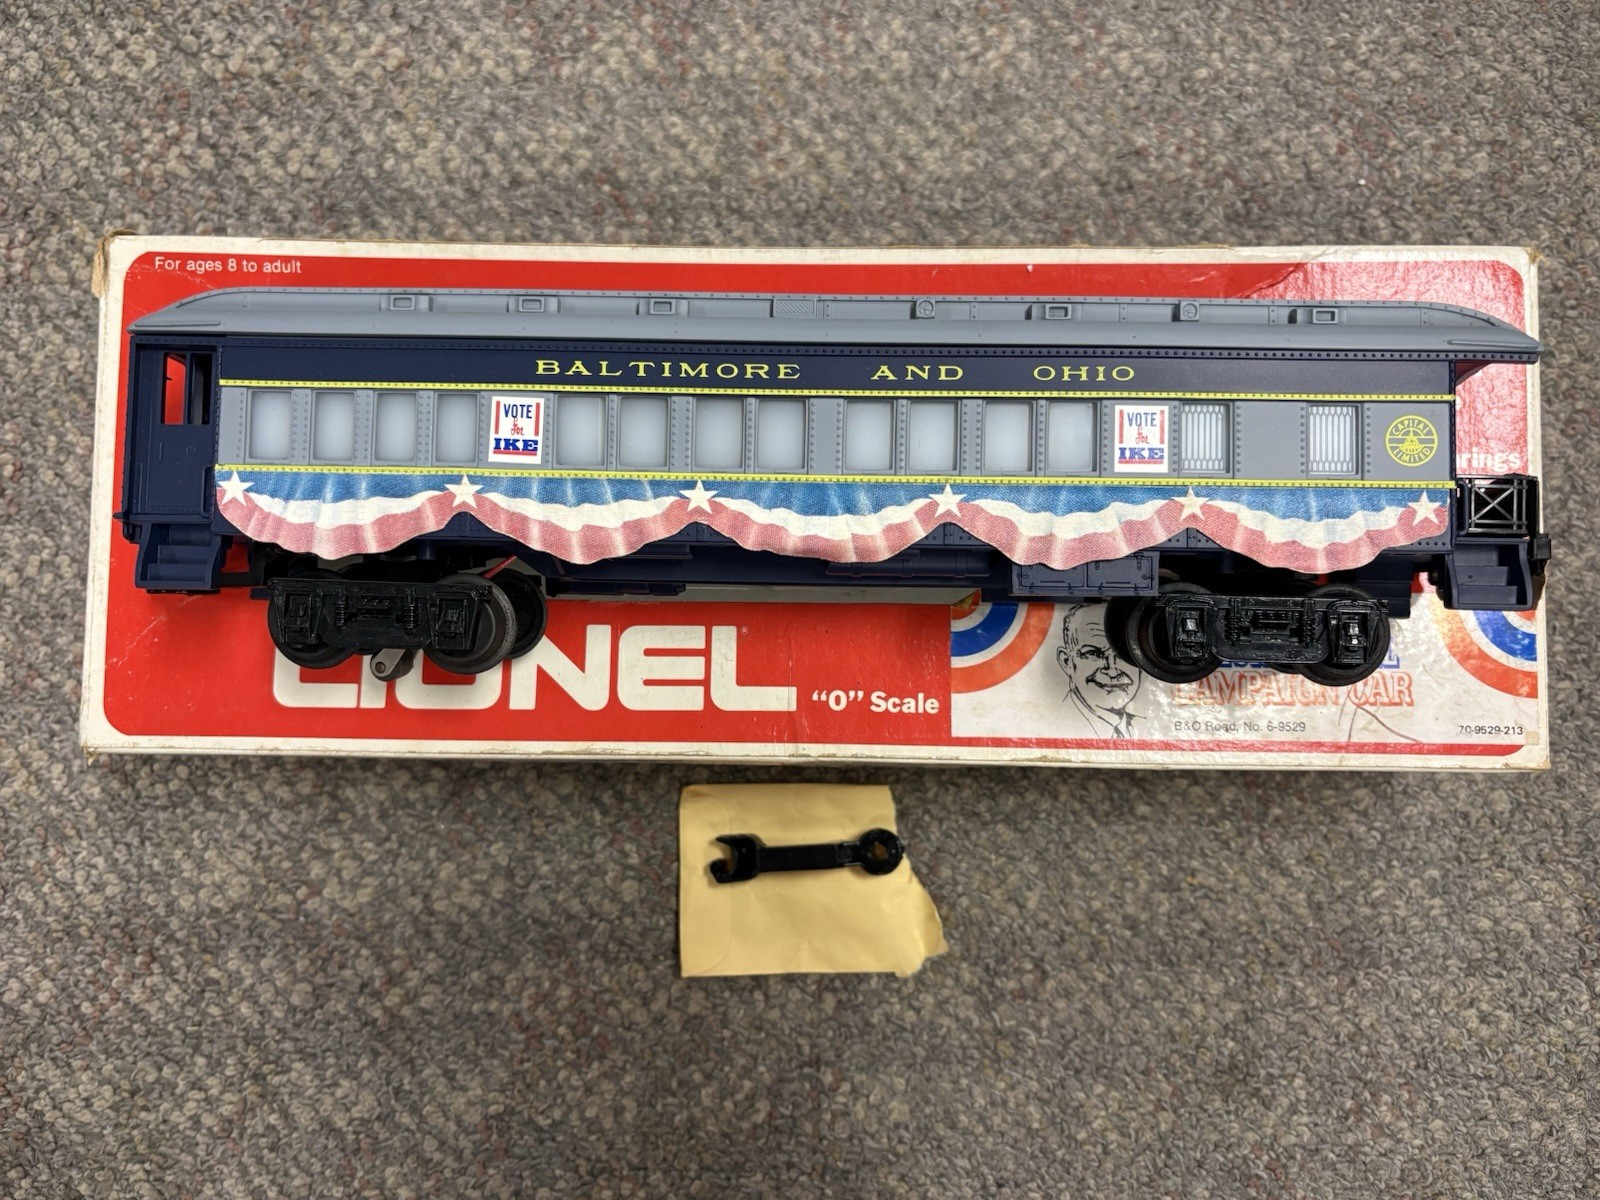 For ages 8 to adult
BALTIMORE AND OHIO
VOTE
for
IKE
VOTE
for
IKE
CAPITAL
LIMITED
LIONEL
"O" Scale
CAMPAIGN CAR
B&O Road, No. 6-9529
70-9529-213